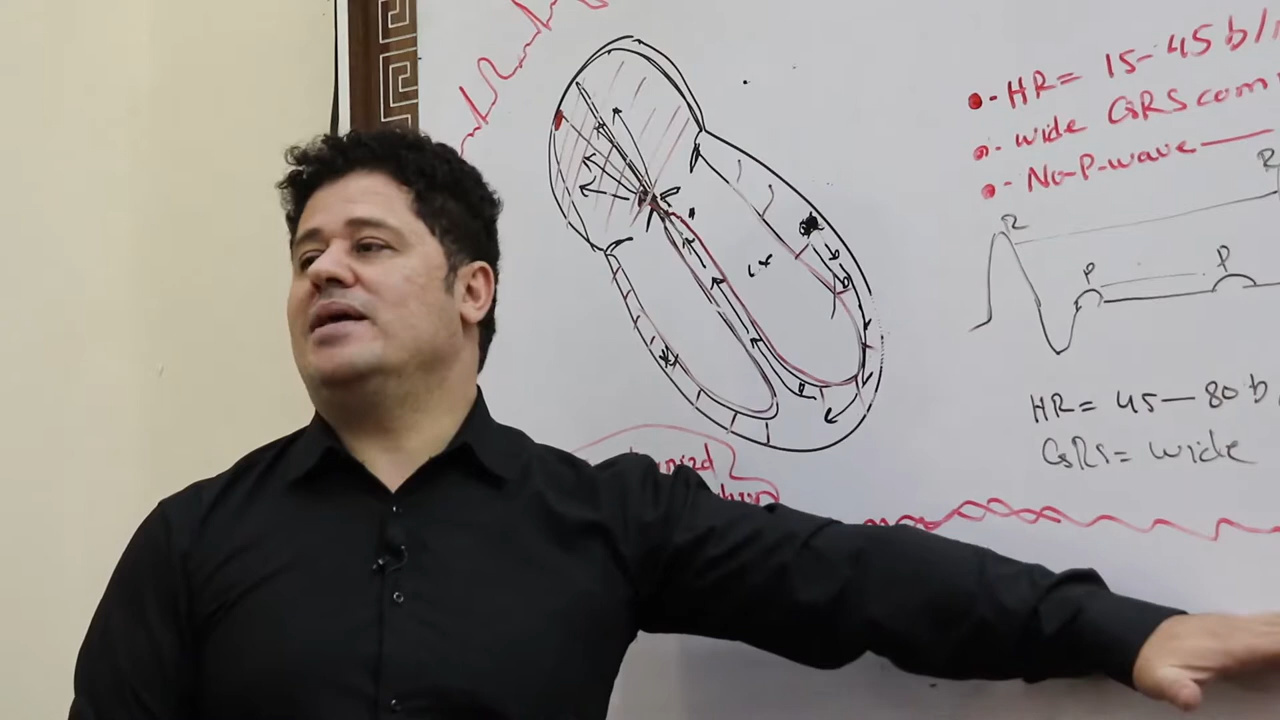 - HR = 15-45 b/
- wide QRS com
- No-P-wave
R
R
P
P
HR = 45-80 b
QRS = wide